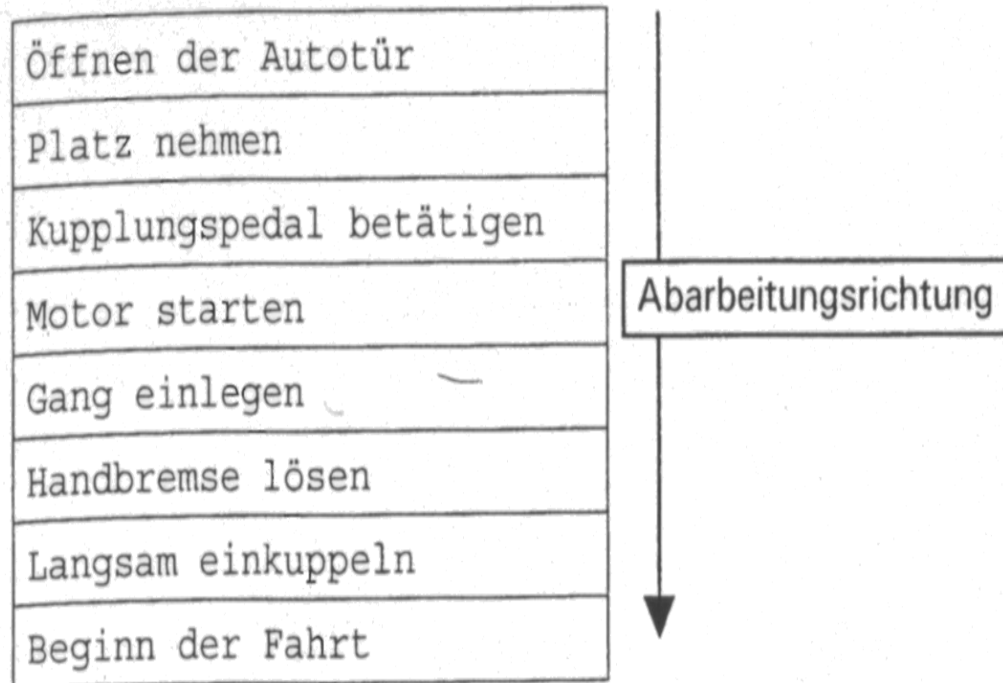 Öffnen der Autotür
Platz nehmen
Kupplungspedal betätigen
Motor starten
Abarbeitungsrichtung
Gang einlegen
Handbremse lösen
Langsam einkuppeln
Beginn der Fahrt